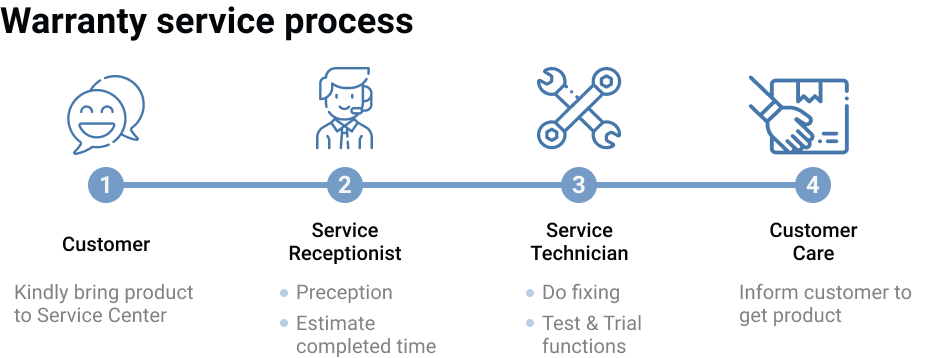 Warranty service process
1
2
3
4
Customer
Kindly bring product
to Service Center
Service
Receptionist
Preception
Estimate
completed time
Service
Technician
Do fixing
Test & Trial
functions
Customer
Care
Inform customer to
get product